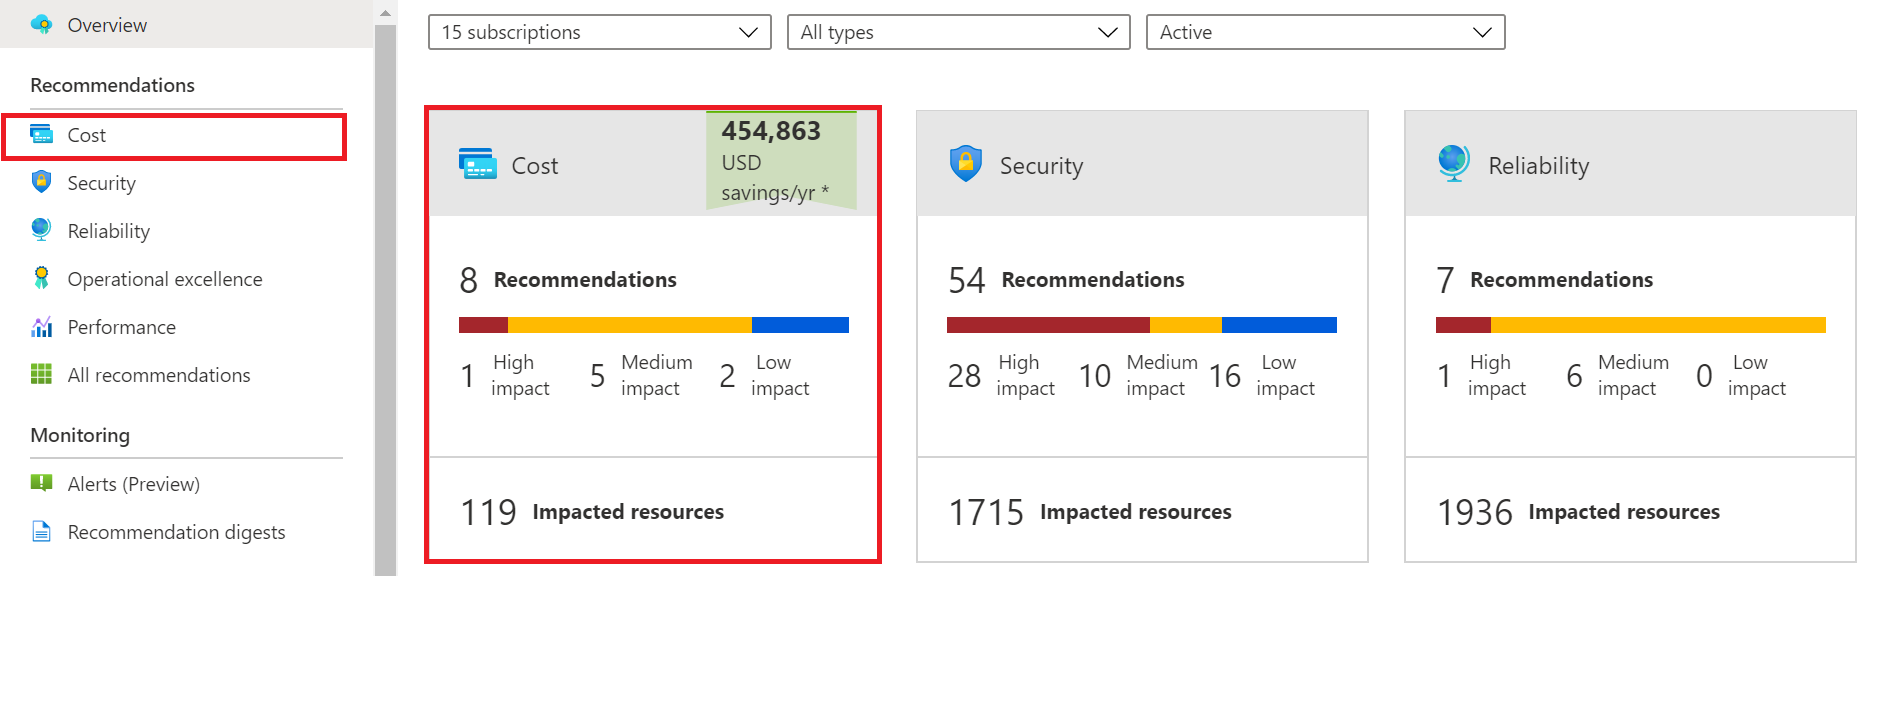 Overview
Recommendations
Cost
Security
Reliability
Operational excellence
Performance
All recommendations
Monitoring
Alerts (Preview)
Recommendation digests
15 subscriptions
All types
Active
Cost
454,863
USD
savings/yr *
8 Recommendations
1 High impact
5 Medium impact
2 Low impact
119 Impacted resources
Security
54 Recommendations
28 High impact
10 Medium impact
16 Low impact
1715 Impacted resources
Reliability
7 Recommendations
1 High impact
6 Medium impact
0 Low impact
1936 Impacted resources